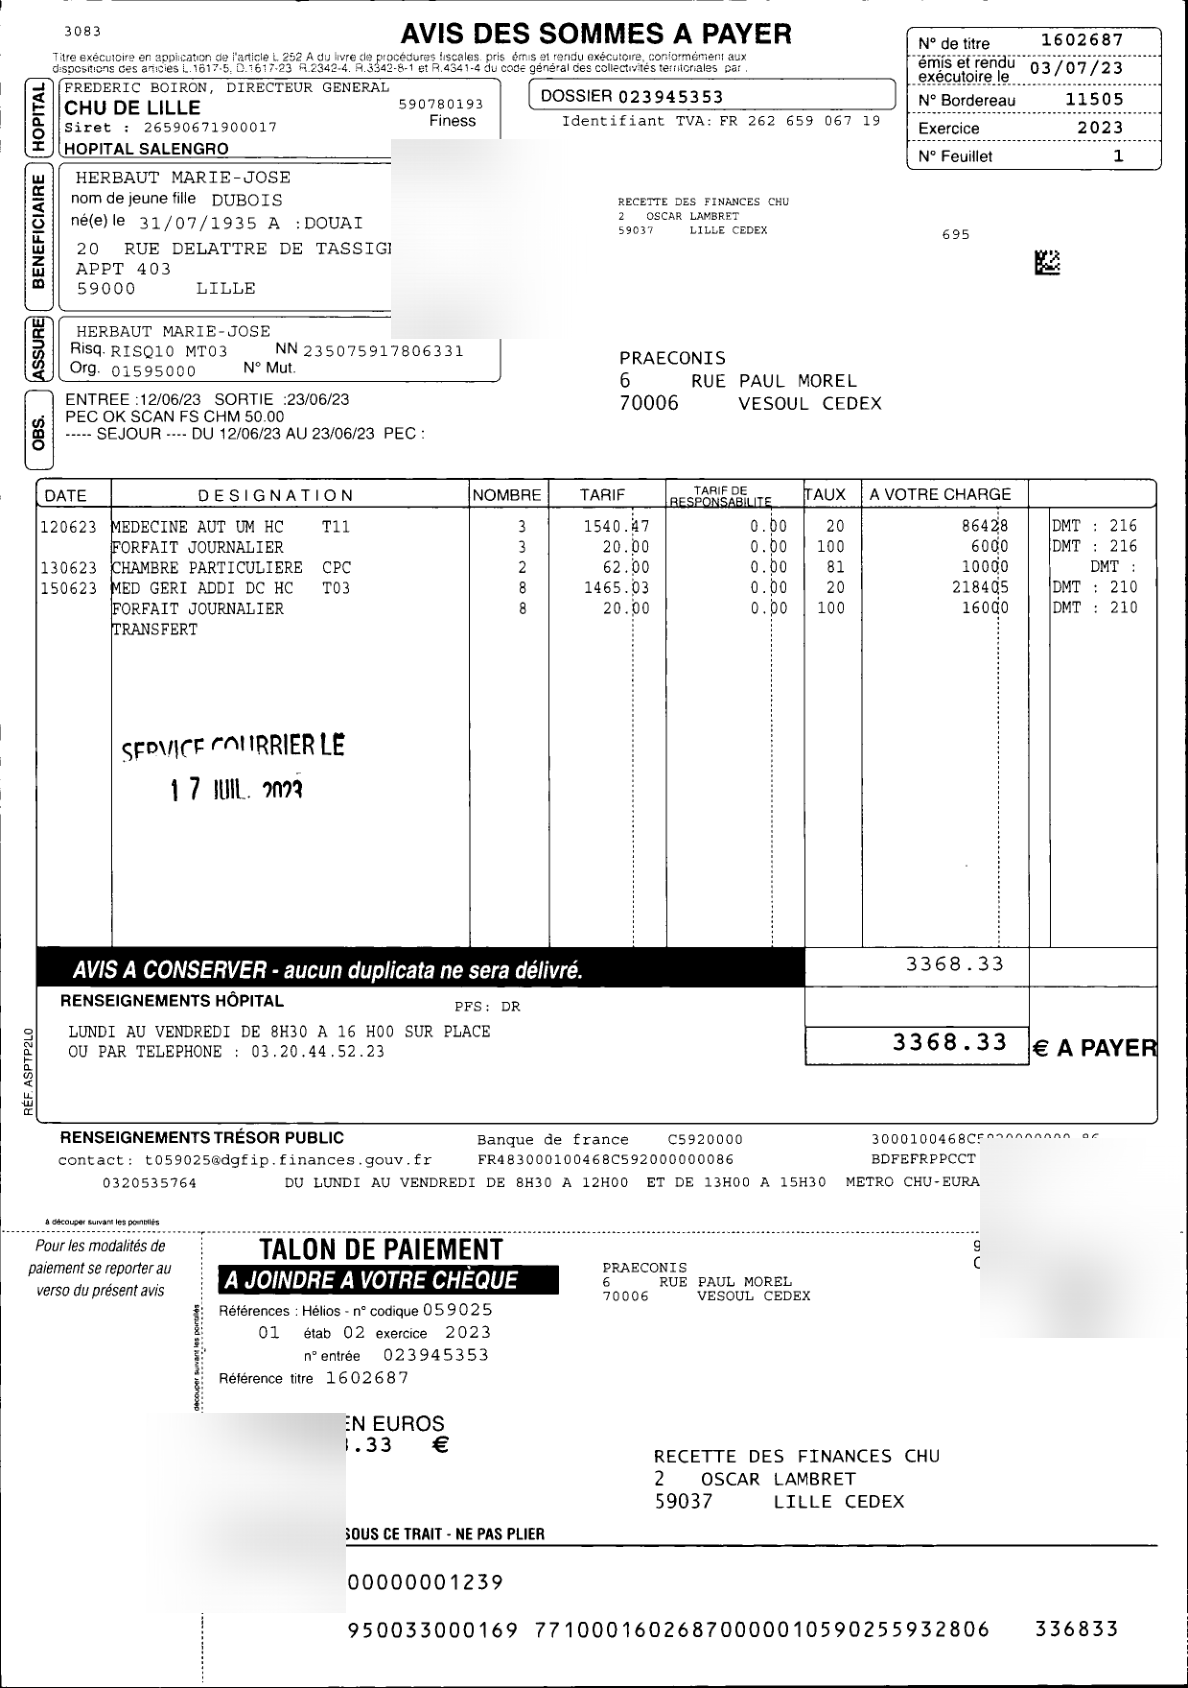 3083
AVIS DES SOMMES A PAYER
Titre exécutoire en application de l'article L 252 A du livre de procédures fiscales, pris, émis et rendu exécutoire, conformément aux
dispositions des articles L.1617-5, D.1617-23 R.2342-4, R.3342-8-1 et R.4341-4 du code général des collectivités territoriales par .
N° de titre 1602687
émis et rendu exécutoire le 03/07/23
N° Bordereau 11505
Exercice 2023
N° Feuillet 1
HOPITAL
FREDERIC BOIRON, DIRECTEUR GENERAL
CHU DE LILLE 590780193
Siret : 26590671900017 Finess
HOPITAL SALENGRO
DOSSIER 023945353
Identifiant TVA: FR 262 659 067 19
BENEFICIAIRE
HERBAUT MARIE-JOSE
nom de jeune fille DUBOIS
né(e) le 31/07/1935 A :DOUAI
20 RUE DELATTRE DE TASSIG
APPT 403
59000 LILLE
RECETTE DES FINANCES CHU
2 OSCAR LAMBRET
59037 LILLE CEDEX
695
ASSURE
HERBAUT MARIE-JOSE
Risq. RISQ10 MT03 NN 235075917806331
Org. 01595000 N° Mut.
PRAECONIS
6 RUE PAUL MOREL
70006 VESOUL CEDEX
OBS.
ENTREE :12/06/23 SORTIE :23/06/23
PEC OK SCAN FS CHM 50.00
----- SEJOUR ---- DU 12/06/23 AU 23/06/23 PEC :
DATE DESIGNATION NOMBRE TARIF TARIF DE RESPONSABILITE TAUX A VOTRE CHARGE
120623 MEDECINE AUT UM HC T11 3 1540.47 0.00 20 86428 DMT : 216
FORFAIT JOURNALIER 3 20.00 0.00 100 6000 DMT : 216
130623 CHAMBRE PARTICULIERE CPC 2 62.00 0.00 81 10000 DMT :
150623 MED GERI ADDI DC HC T03 8 1465.03 0.00 20 218405 DMT : 210
FORFAIT JOURNALIER 8 20.00 0.00 100 16000 DMT : 210
TRANSFERT
SERVICE COURRIER LE
17 JUIL. 2023
AVIS A CONSERVER - aucun duplicata ne sera délivré. 3368.33
RENSEIGNEMENTS HÔPITAL PFS: DR
LUNDI AU VENDREDI DE 8H30 A 16 H00 SUR PLACE
OU PAR TELEPHONE : 03.20.44.52.23
3368.33 € A PAYER
RÉF. ASPTP2L0
RENSEIGNEMENTS TRÉSOR PUBLIC Banque de france C5920000 3000100468C5920000000 86
contact: t059025@dgfip.finances.gouv.fr FR483000100468C592000000086 BDFEFRPPCCT
0320535764 DU LUNDI AU VENDREDI DE 8H30 A 12H00 ET DE 13H00 A 15H30 METRO CHU-EURA
A découper suivant les pointillés
Pour les modalités de
paiement se reporter au
verso du présent avis
découper suivant les pointillés
TALON DE PAIEMENT
A JOINDRE A VOTRE CHÈQUE
Références : Hélios - n° codique 059025
01 étab 02 exercice 2023
n° entrée 023945353
Référence titre 1602687
PRAECONIS
6 RUE PAUL MOREL
70006 VESOUL CEDEX
EN EUROS
.33 €
RECETTE DES FINANCES CHU
2 OSCAR LAMBRET
59037 LILLE CEDEX
SOUS CE TRAIT - NE PAS PLIER
00000001239
950033000169 771000160268700000105902559328​06 336833